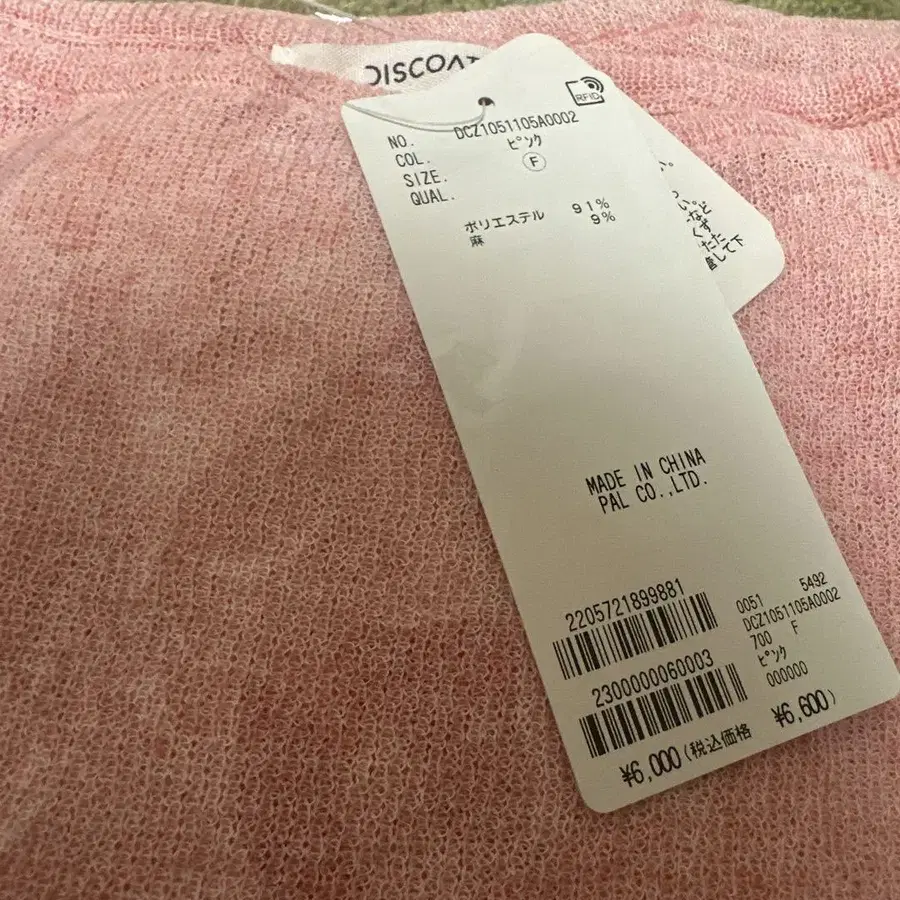 DISCOAT
RFID
NO. DCZ1051105A0002
COL. ピンク
SIZE. F
QUAL.
ポリエステル 91%
麻 9%
MADE IN CHINA
PAL CO.,LTD.
2205721899881
2300000060003
0051 5492
DCZ1051105A0002
700 F
ピンク
000000
¥6,000(税込価格 ¥6,600)